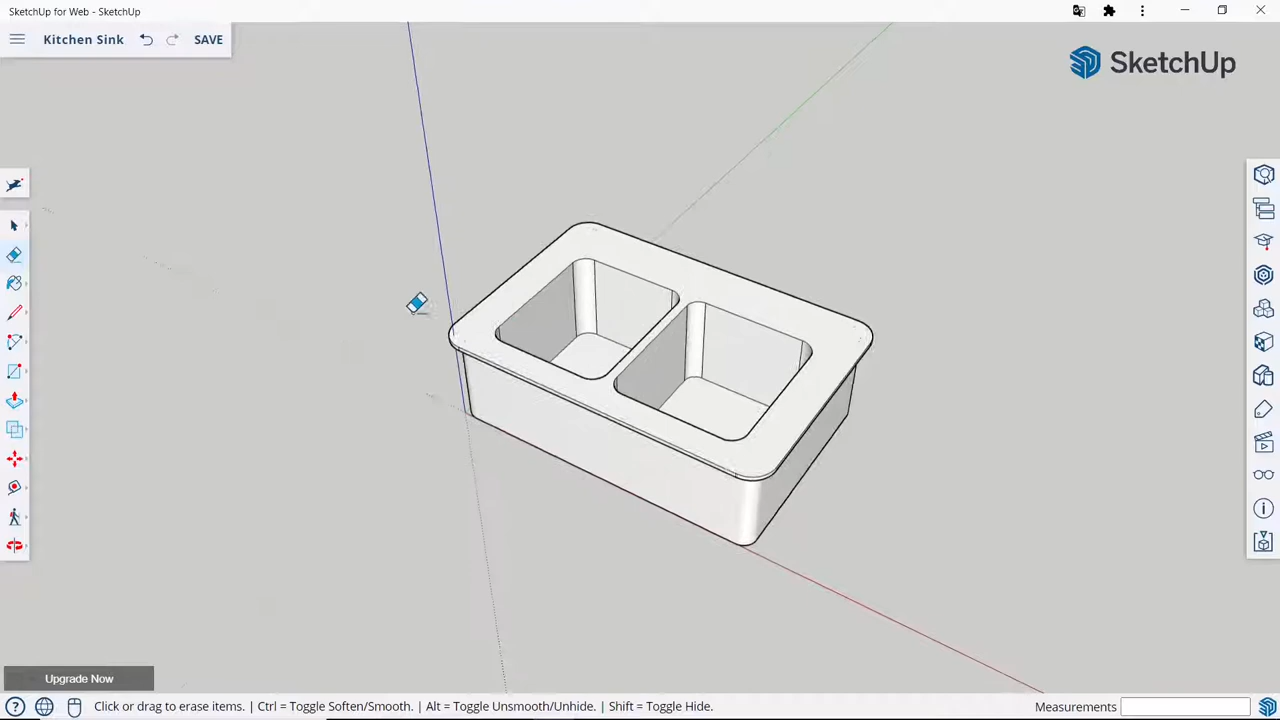 SketchUp for Web - SketchUp
Kitchen Sink
SAVE
SketchUp
Upgrade Now
Click or drag to erase items. | Ctrl = Toggle Soften/Smooth. | Alt = Toggle Unsmooth/Unhide. | Shift = Toggle Hide.
Measurements